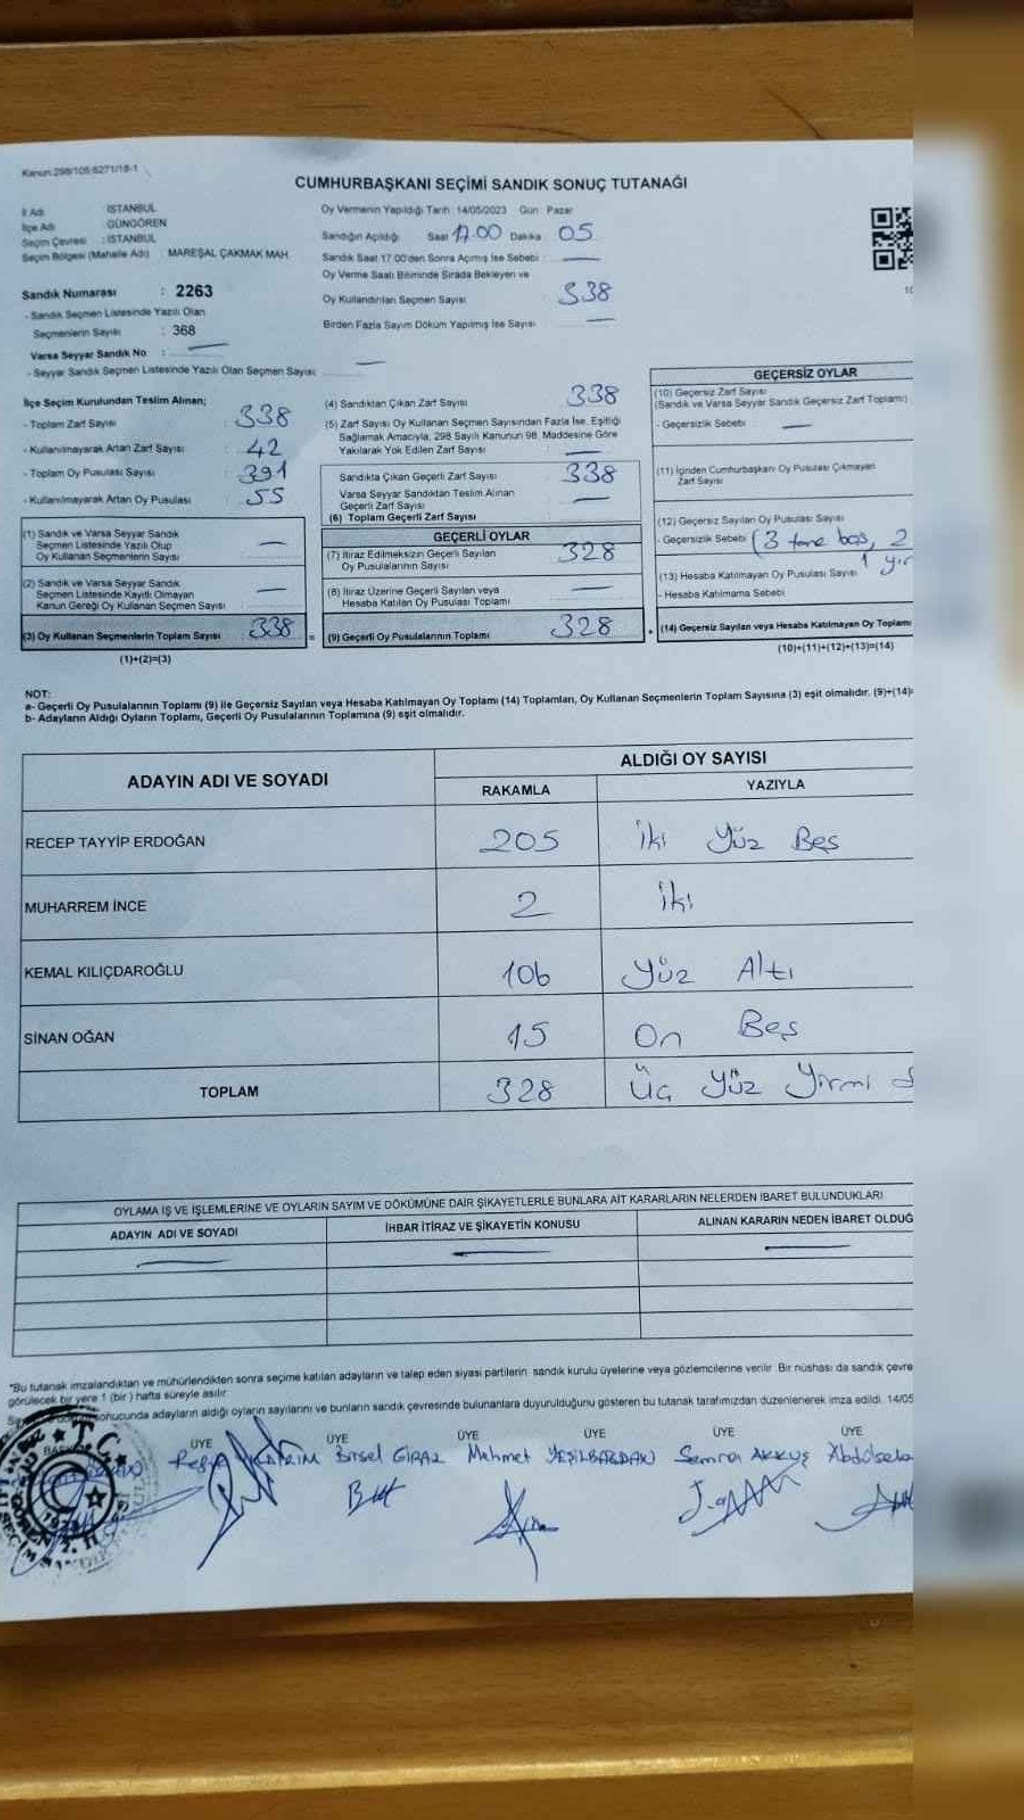 Kanun:298/105:6271/18-1
CUMHURBAŞKANI SEÇİMİ SANDIK SONUÇ TUTANAĞI
İl Adı : İSTANBUL
İlçe Adı : GÜNGÖREN
Seçim Çevresi : İSTANBUL
Seçim Bölgesi (Mahalle Adı) : MAREŞAL ÇAKMAK MAH.
Sandık Numarası : 2263
- Sandık Seçmen Listesinde Yazılı Olan
Seçmenlerin Sayısı : 368
Varsa Seyyar Sandık No :
- Seyyar Sandık Seçmen Listesinde Yazılı Olan Seçmen Sayısı:
Oy Vermenin Yapıldığı Tarih: 14/05/2023 Gün: Pazar
Sandığın Açıldığı Saat 17.00 Dakika 05
Sandık Saat 17:00'den Sonra Açımış İse Sebebi :
Oy Verme Saati Bitiminde Sırada Bekleyen ve
Oy Kullandırılan Seçmen Sayısı : 338
Birden Fazla Sayım Döküm Yapılmış İse Sayısı
İlçe Seçim Kurulundan Teslim Alınan;
- Toplam Zarf Sayısı : 338
- Kullanılmayarak Artan Zarf Sayısı : 42
- Toplam Oy Pusulası Sayısı : 391
- Kullanılmayarak Artan Oy Pusulası : 55
(1) Sandık ve Varsa Seyyar Sandık
Seçmen Listesinde Yazılı Olup
Oy Kullanan Seçmenlerin Sayısı
(2) Sandık ve Varsa Seyyar Sandık
Seçmen Listesinde Kayıtlı Olmayan
Kanun Gereği Oy Kullanan Seçmen Sayısı
(3) Oy Kullanan Seçmenlerin Toplam Sayısı : 338 =
(1)+(2)=(3)
(4) Sandıktan Çıkan Zarf Sayısı 338
(5) Zarf Sayısı Oy Kullanan Seçmen Sayısından Fazla İse, Eşitliği
Sağlamak Amacıyla, 298 Sayılı Kanunun 98. Maddesine Göre
Yakılarak Yok Edilen Zarf Sayısı
Sandıkta Çıkan Geçerli Zarf Sayısı 338
Varsa Seyyar Sandıktan Teslim Alınan
Geçerli Zarf Sayısı
(6) Toplam Geçerli Zarf Sayısı
GEÇERLİ OYLAR
(7) İtiraz Edilmeksizin Geçerli Sayılan
Oy Pusulalarının Sayısı 328
(8) İtiraz Üzerine Geçerli Sayılan veya
Hesaba Katılan Oy Pusulası Toplamı
(9) Geçerli Oy Pusulalarının Toplamı 328 +
GEÇERSİZ OYLAR
(10) Geçersiz Zarf Sayısı
(Sandık ve Varsa Seyyar Sandık Geçersiz Zarf Toplamı)
- Geçersizlik Sebebi :
(11) İçinden Cumhurbaşkanı Oy Pusulası Çıkmayan
Zarf Sayısı
(12) Geçersiz Sayılan Oy Pusulası Sayısı
- Geçersizlik Sebebi (3 tane boş, 2
(13) Hesaba Katılmayan Oy Pusulası Sayısı 1
- Hesaba Katılmama Sebebi
(14) Geçersiz Sayılan veya Hesaba Katılmayan Oy Toplamı
(10)+(11)+(12)+(13)=(14)
NOT:
a- Geçerli Oy Pusulalarının Toplamı (9) ile Geçersiz Sayılan veya Hesaba Katılmayan Oy Toplamı (14) Toplamları, Oy Kullanan Seçmenlerin Toplam Sayısına (3) eşit olmalıdır. (9)+(14)=
b- Adayların Aldığı Oyların Toplamı, Geçerli Oy Pusulalarının Toplamına (9) eşit olmalıdır.
ADAYIN ADI VE SOYADI
ALDIĞI OY SAYISI
RAKAMLA YAZIYLA
RECEP TAYYİP ERDOĞAN 205 İki Yüz Beş
MUHARREM İNCE 2 İki
KEMAL KILIÇDAROĞLU 106 Yüz Altı
SİNAN OĞAN 15 On Beş
TOPLAM 328 Üç Yüz Yirmi
OYLAMA İŞ VE İŞLEMLERİNE VE OYLARIN SAYIM VE DÖKÜMÜNE DAİR ŞİKAYETLERLE BUNLARA AİT KARARLARIN NELERDEN İBARET BULUNDUKLARI
ADAYIN ADI VE SOYADI İHBAR İTİRAZ VE ŞİKAYETİN KONUSU ALINAN KARARIN NEDEN İBARET OLDUĞ
*Bu tutanak imzalandıktan ve mühürlendikten sonra seçime katılan adayların ve talep eden siyasi partilerin sandık kurulu üyelerine veya gözlemcilerine verilir. Bir nüshası da sandık çevre
görülecek bir yere 1 (bir) hafta süreyle asılır.
sonucunda adayların aldığı oyların sayılarını ve bunların sandık çevresinde bulunanlara duyurulduğunu gösteren bu tutanak tarafımızdan düzenlenerek imza edildi. 14/05
ÜYE ÜYE ÜYE ÜYE ÜYE ÜYE
Birsel GİRAZ Mehmet YEŞİLBAĞDAN Semra AKKUŞ
T.C.